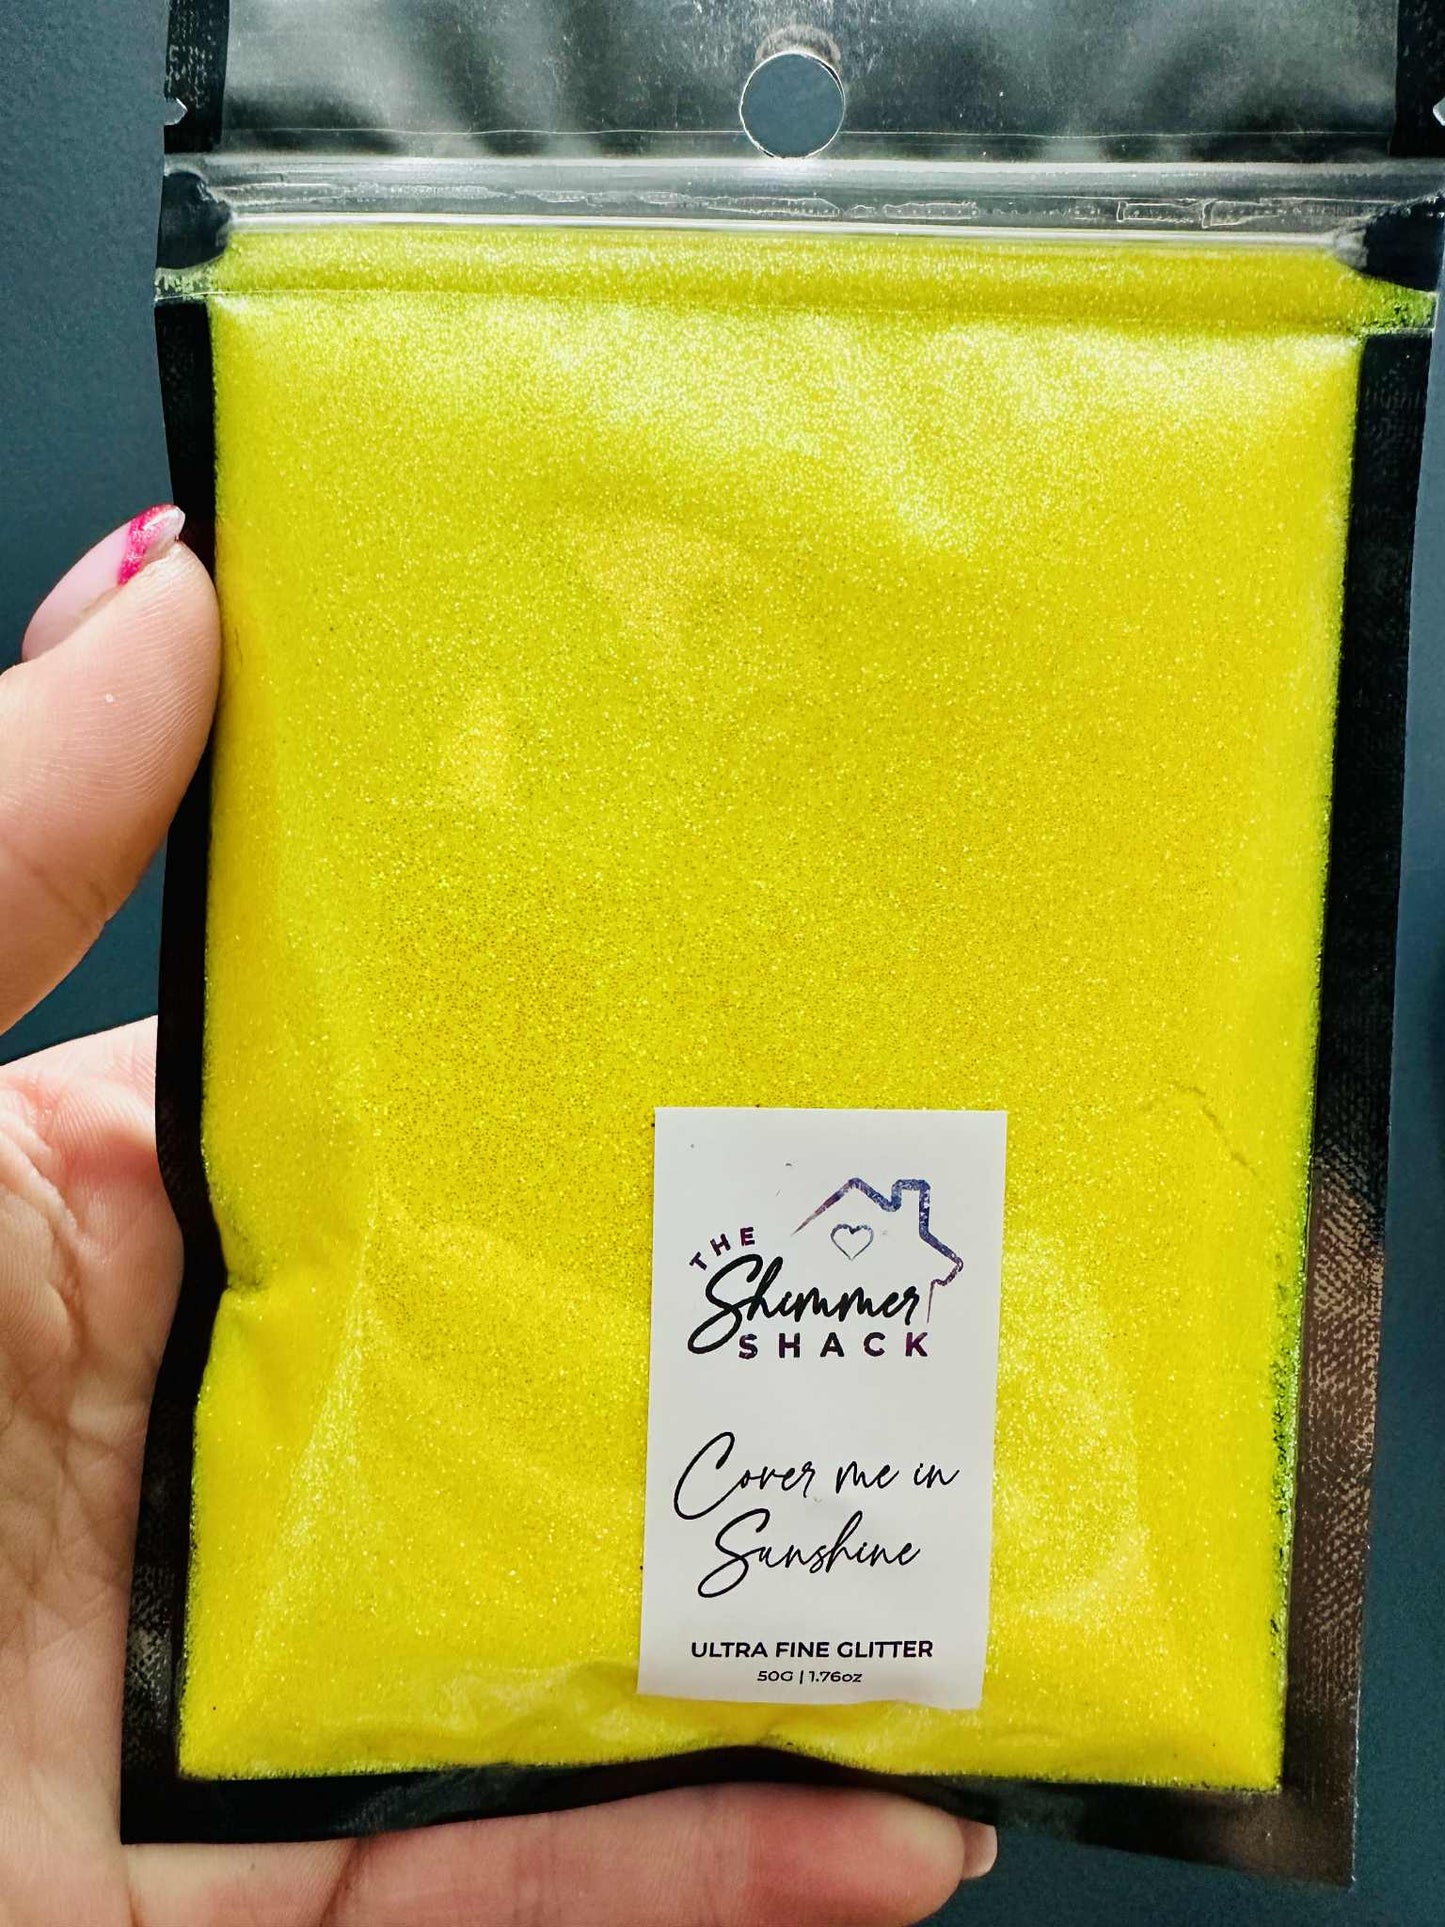 THE
Shimmer
SHACK
Cover me in
Sunshine
ULTRA FINE GLITTER
50G | 1.76oz